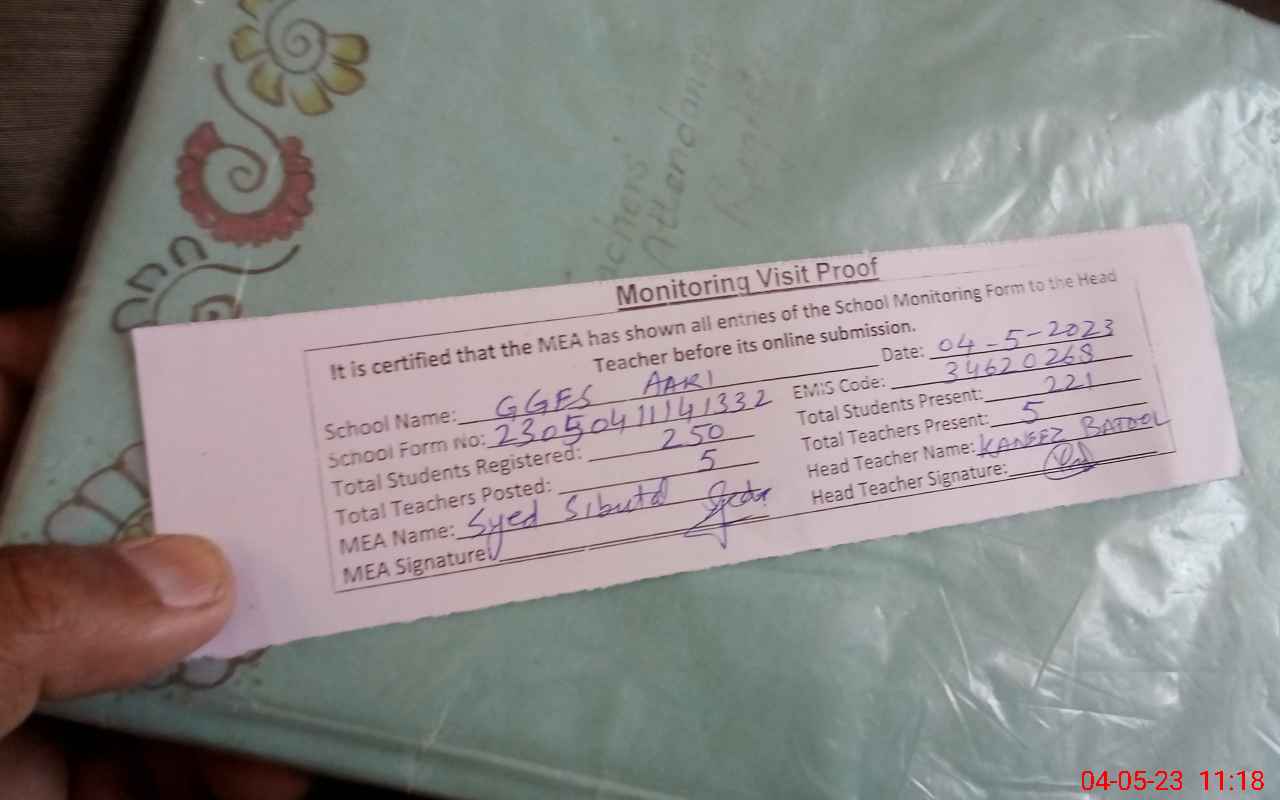 Teachers'
Attendance
Register
Monitoring Visit Proof
It is certified that the MEA has shown all entries of the School Monitoring Form to the Head
Teacher before its online submission.
School Name: GGES AARI Date: 04-5-2023
School Form No: 2305041141332 EMIS Code: 34620268
Total Students Registered: 250 Total Students Present: 221
Total Teachers Posted: 5 Total Teachers Present: 5
MEA Name: Syed Head Teacher Name: KANEEZ BATOOL
MEA Signature: Head Teacher Signature:
04-05-23 11:18